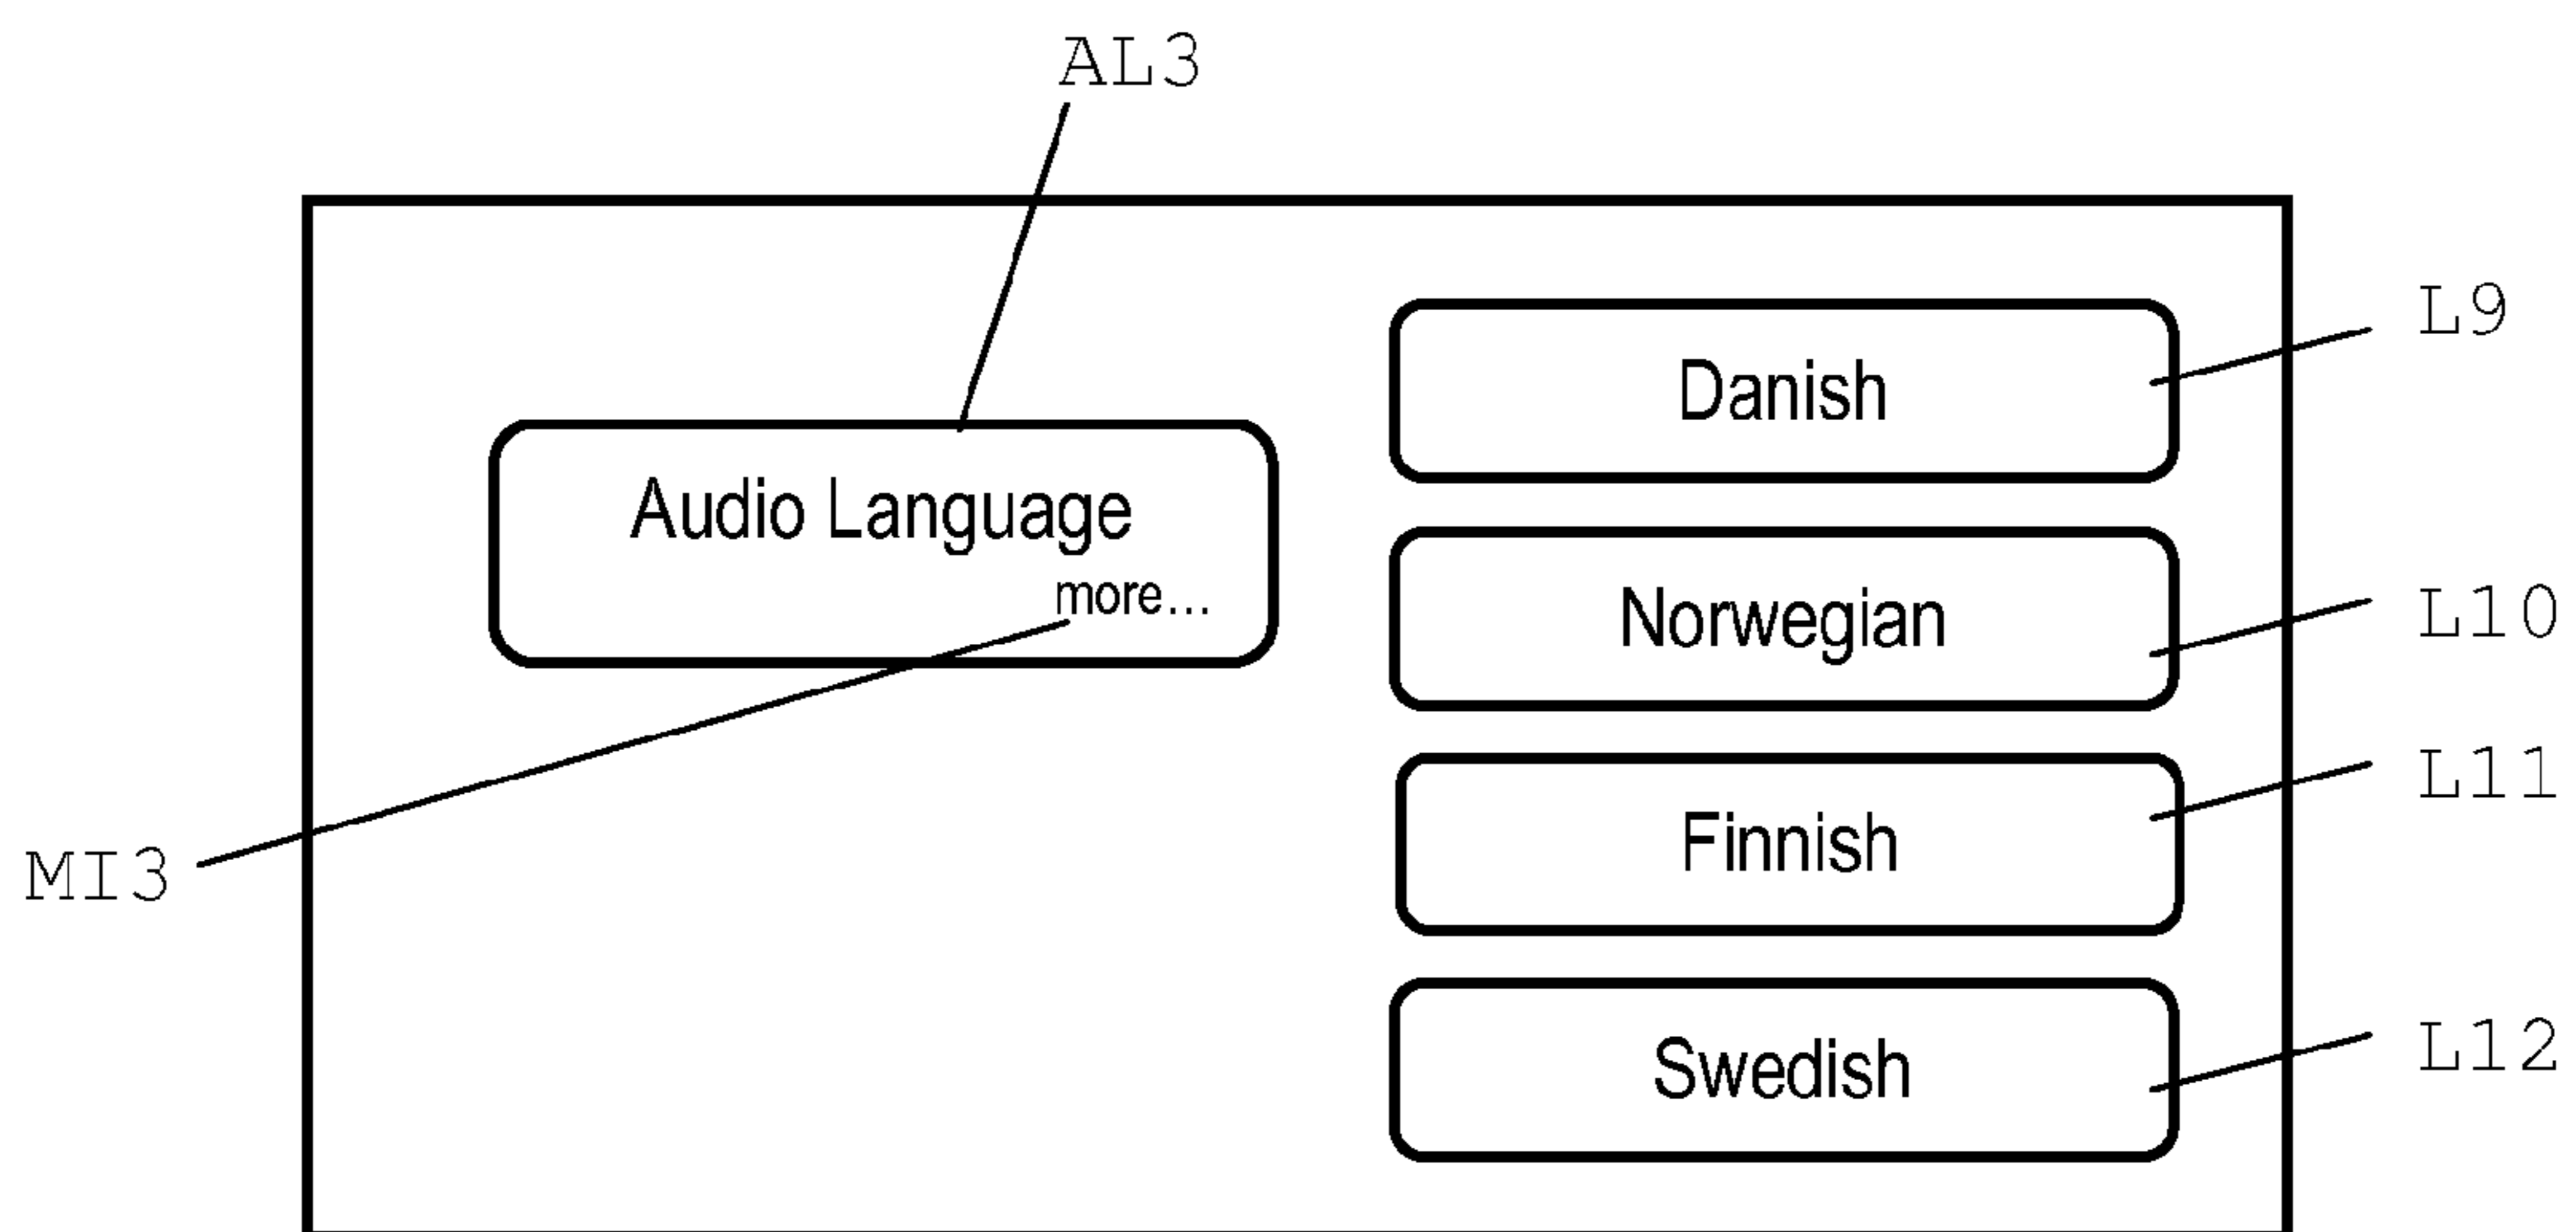 AL3
L9
Danish
Audio Language
more...
Norwegian
L10
L11
Finnish
MI3
Swedish
L12